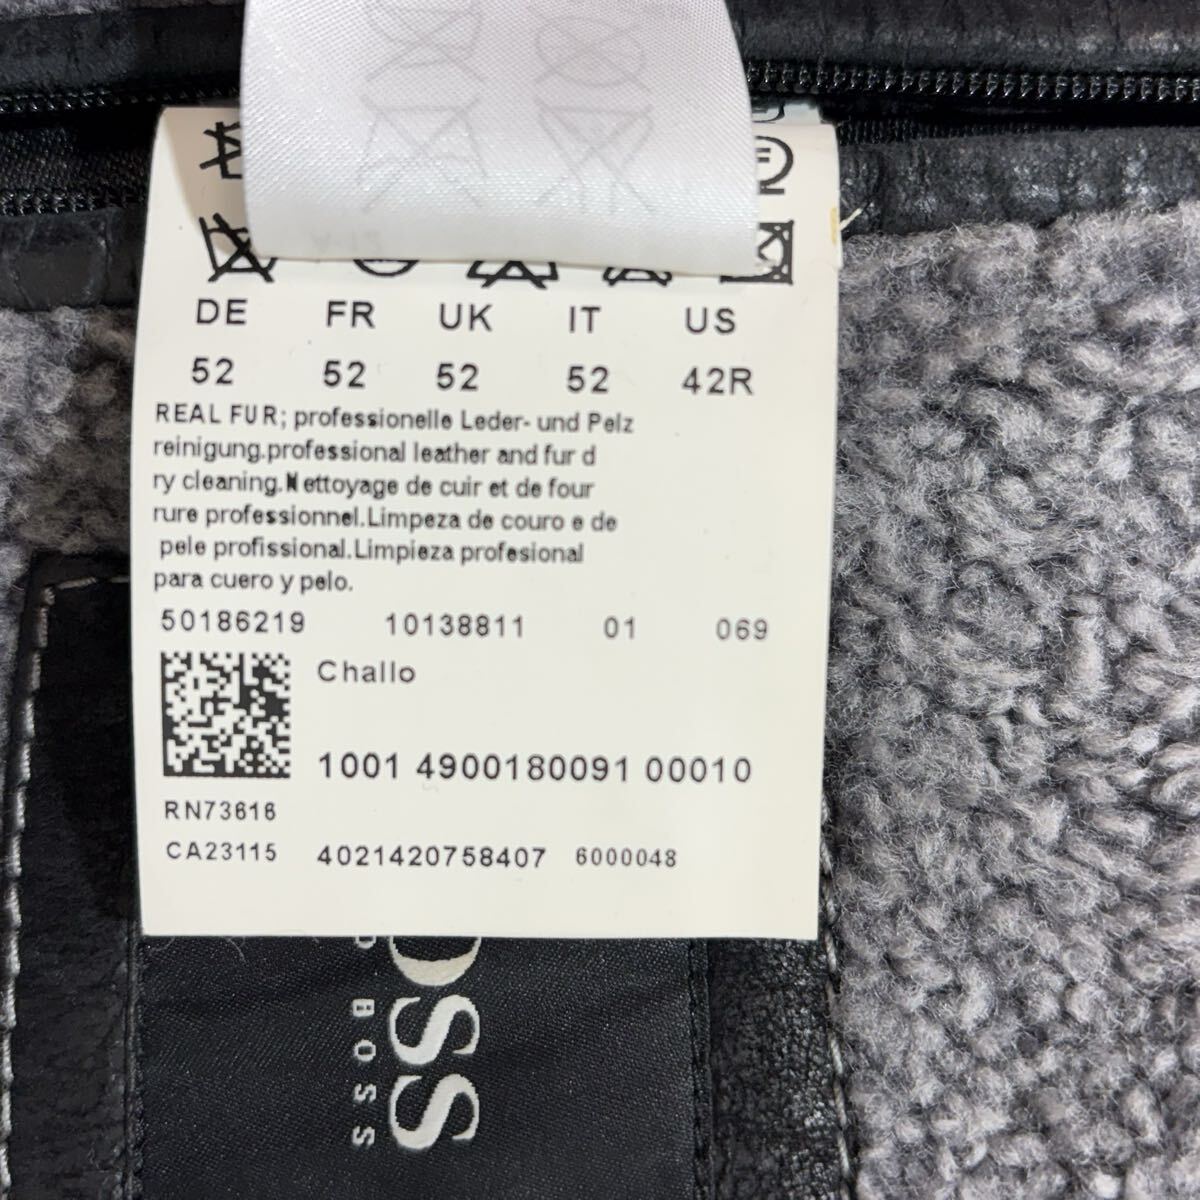 DE FR UK IT US
52 52 52 52 42R
REAL FUR; professionelle Leder- und Pelz
reinigung.professional leather and fur d
ry cleaning.Nettoyage de cuir et de four
rure professionnel.Limpeza de couro e de
pele profissional.Limpieza profesional
para cuero y pelo.
50186219 10138811 01 069
Challo
1001 4900180091 00010
RN73616
CA23115 4021420758407 6000048
OSS
BOSS